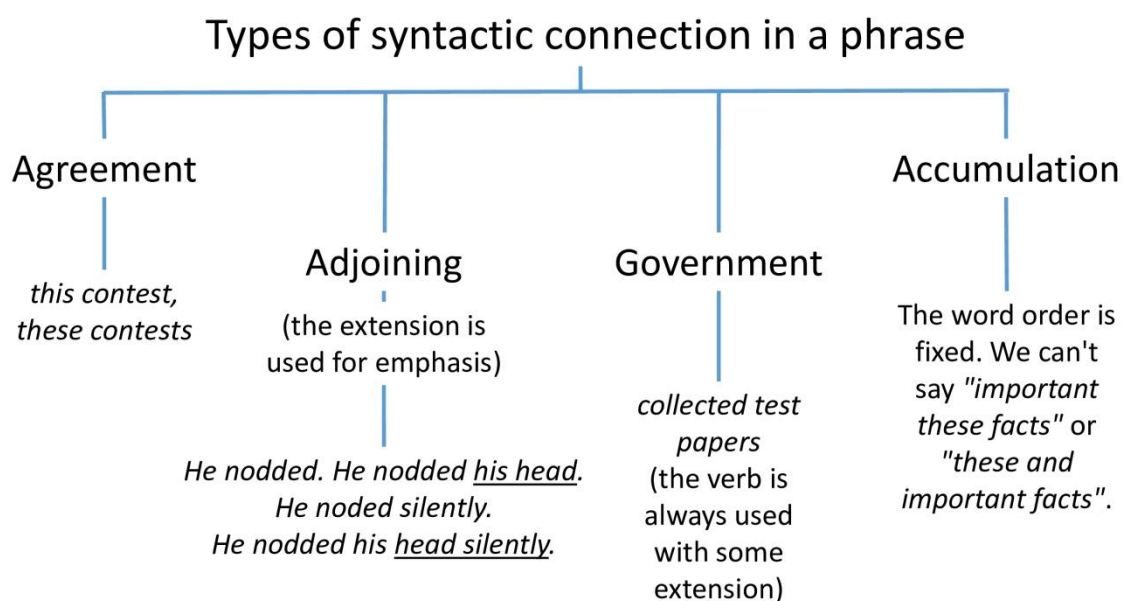 Types of syntactic connection in a phrase
Agreement
this contest,
these contests
Adjoining
(the extension is
used for emphasis)
He nodded. He nodded his head.
He noded silently.
He nodded his head silently.
Government
collected test
papers
(the verb is
always used
with some
extension)
Accumulation
The word order is
fixed. We can't
say "important
these facts" or
"these and
important facts".